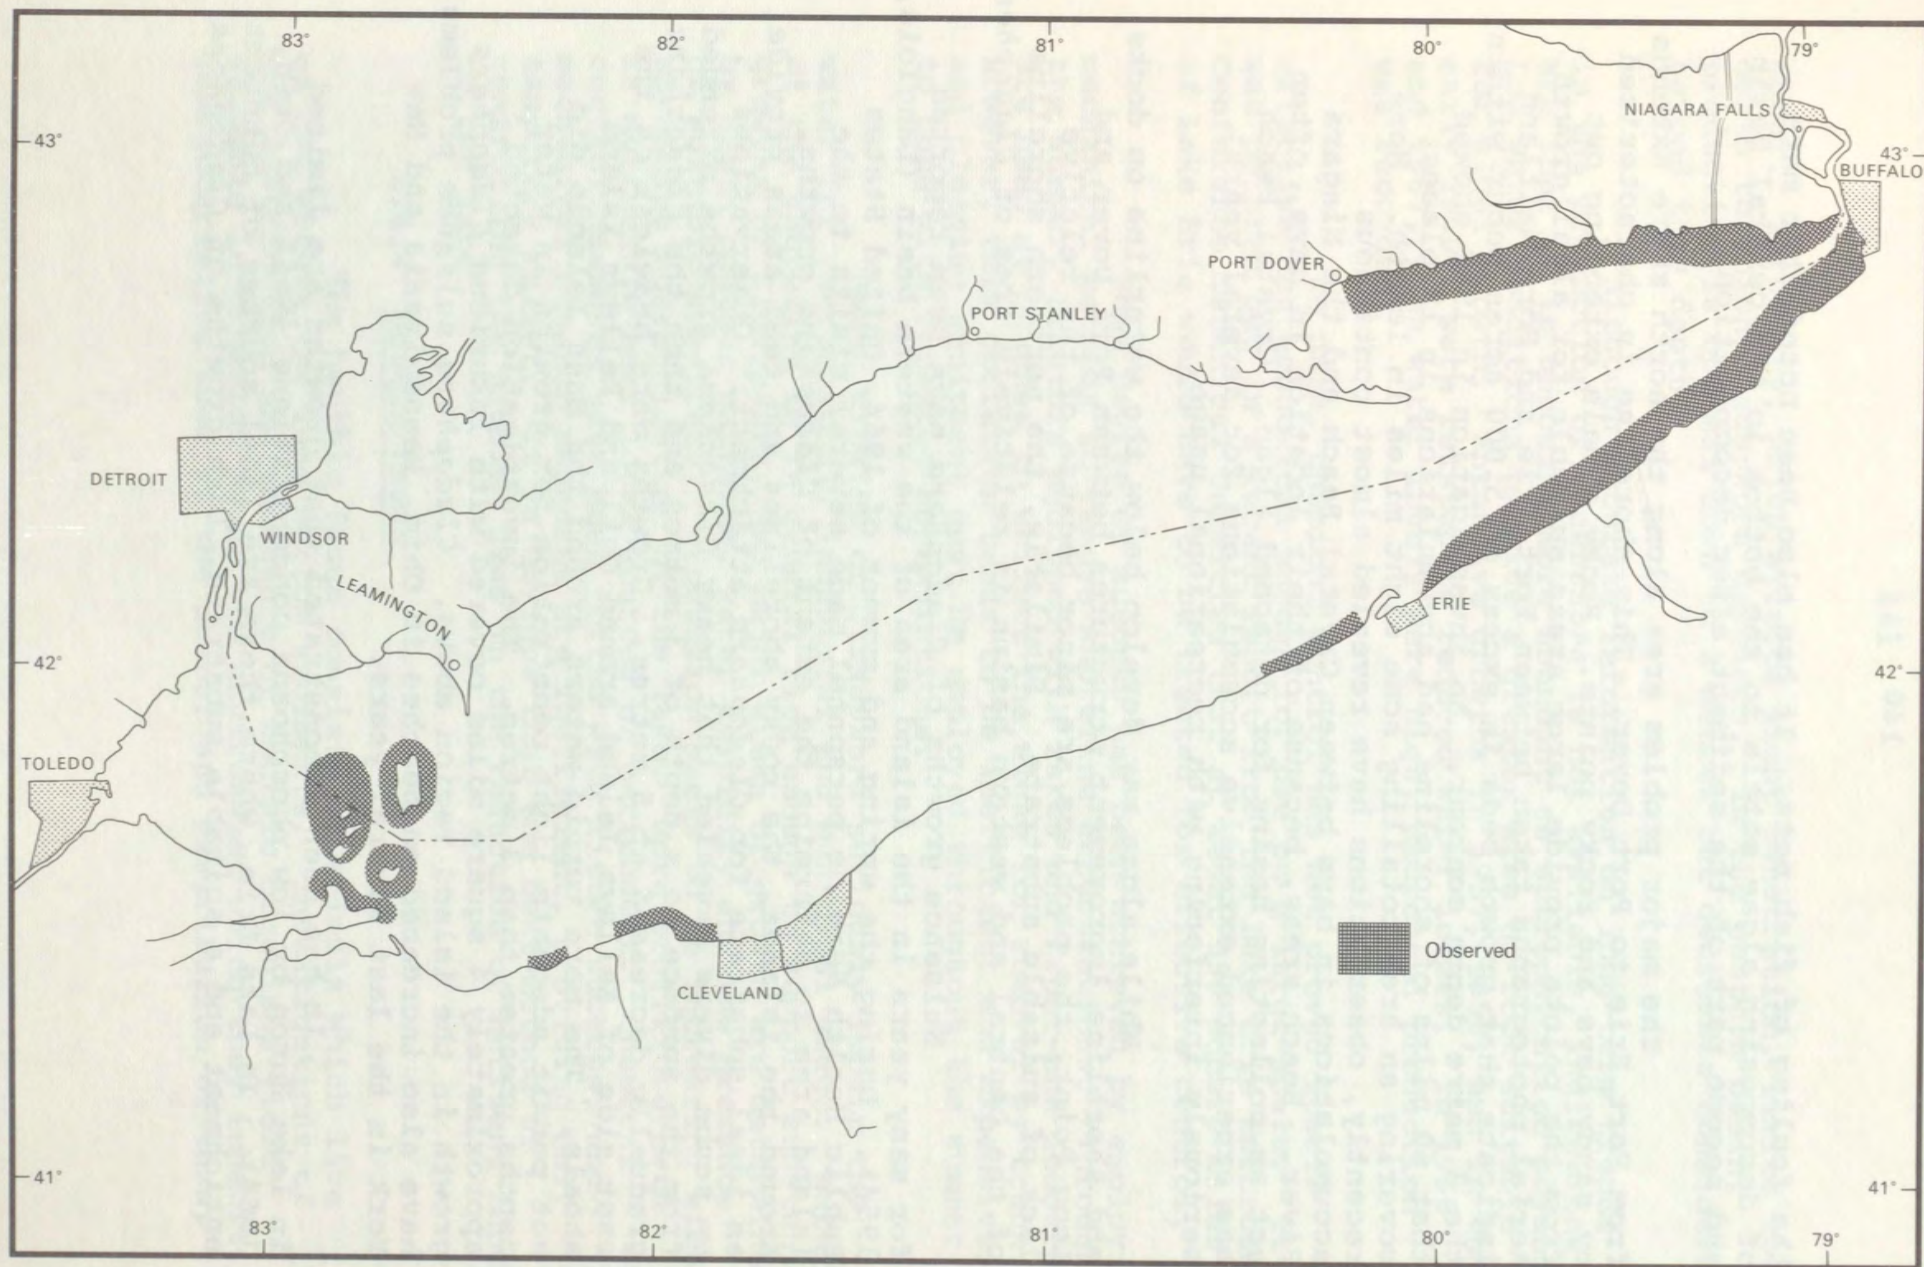 83°
82°
81°
80°
79°
NIAGARA FALLS
43°
43°
BUFFALO
PORT DOVER
PORT STANLEY
DETROIT
WINDSOR
LEAMINGTON
ERIE
42°
42°
TOLEDO
Observed
CLEVELAND
41°
41°
83°
82°
81°
80°
79°